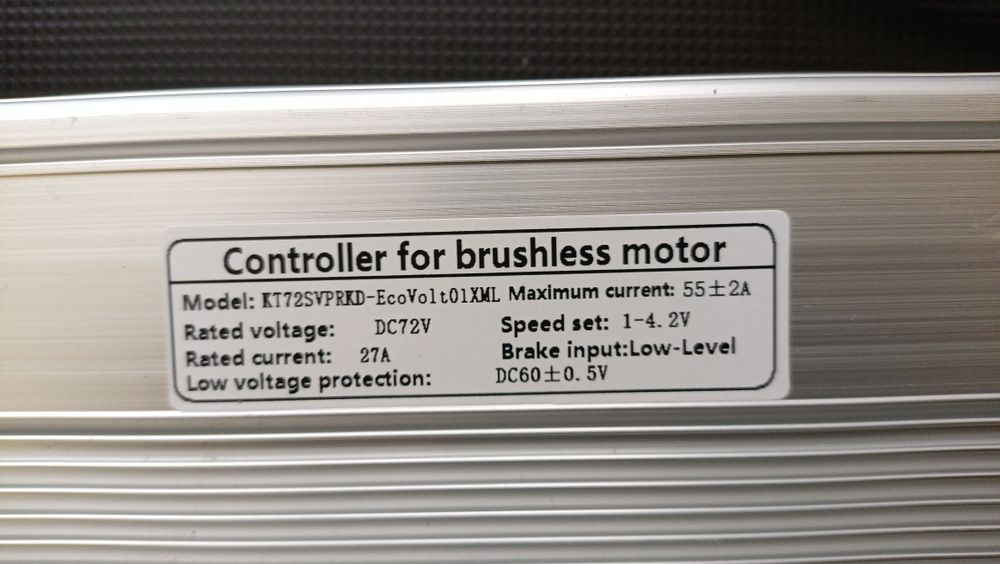 Controller for brushless motor
Model: KT72SVPRKD-EcoVolt01XML Maximum current: 55±2A
Rated voltage: DC72V Speed set: 1-4.2V
Rated current: 27A Brake input:Low-Level
Low voltage protection: DC60±0.5V